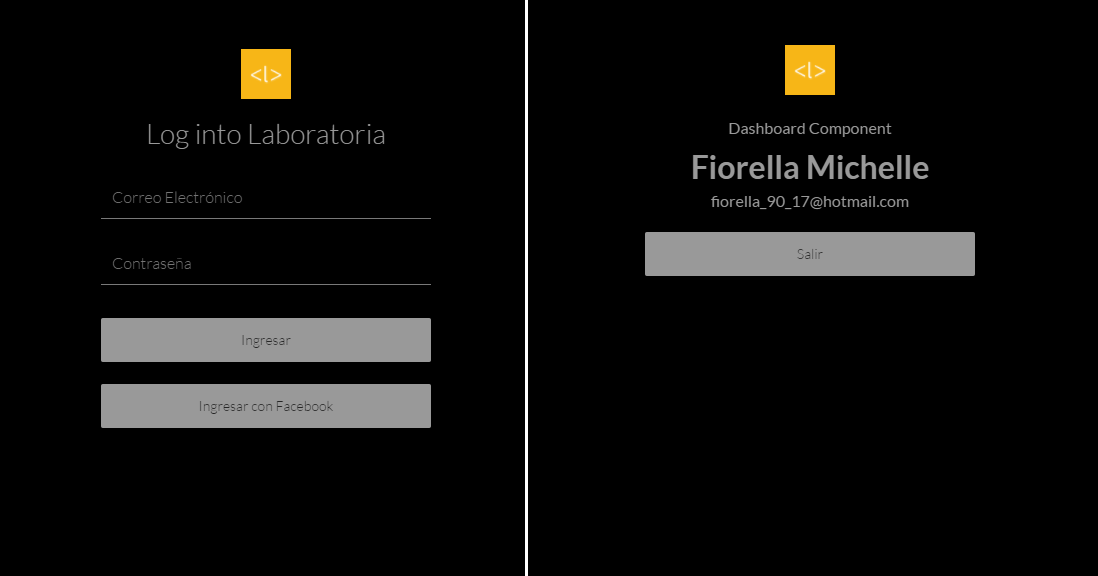 <l>
Log into Laboratoria
Correo Electrónico
Contraseña
Ingresar
Ingresar con Facebook
<l>
Dashboard Component
Fiorella Michelle
fiorella_90_17@hotmail.com
Salir